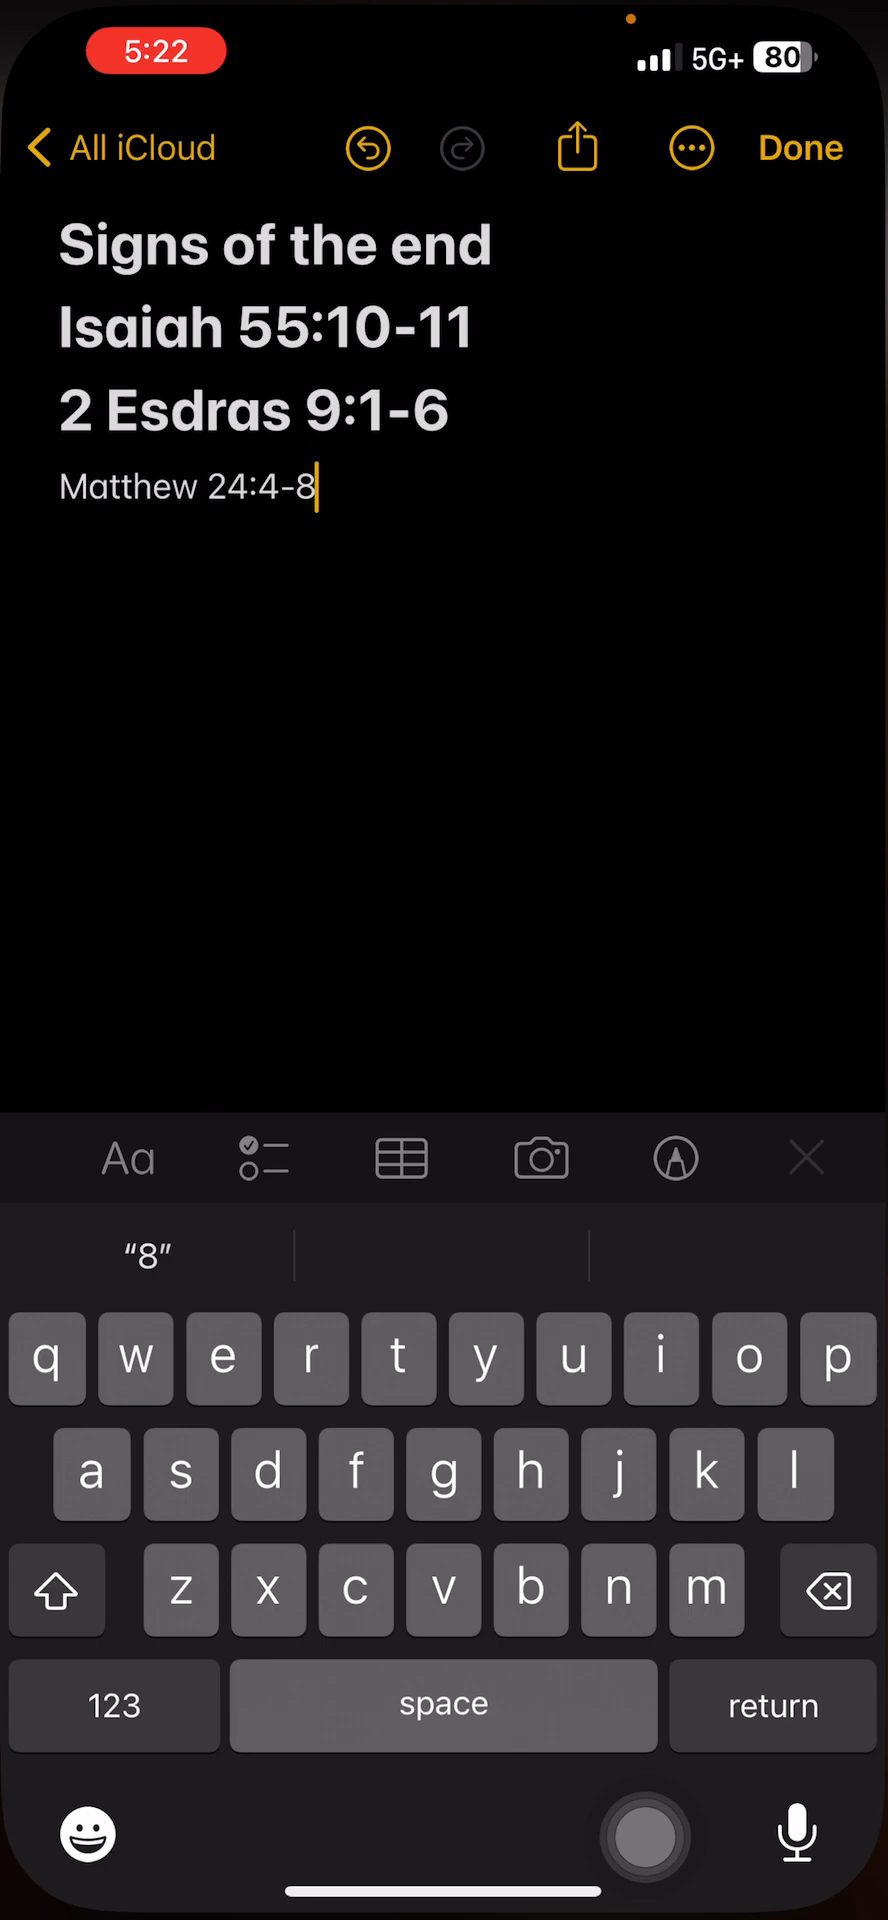 5:22
5G+ 80
All iCloud
Done
Signs of the end
Isaiah 55:10-11
2 Esdras 9:1-6
Matthew 24:4-8
Aa
“8”
q w e r t y u i o p
a s d f g h j k l
z x c v b n m
123 space return